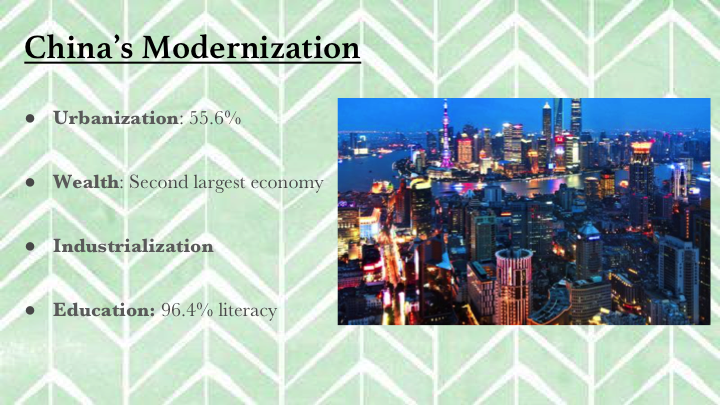 China’s Modernization
● Urbanization: 55.6%
● Wealth: Second largest economy
● Industrialization
● Education: 96.4% literacy